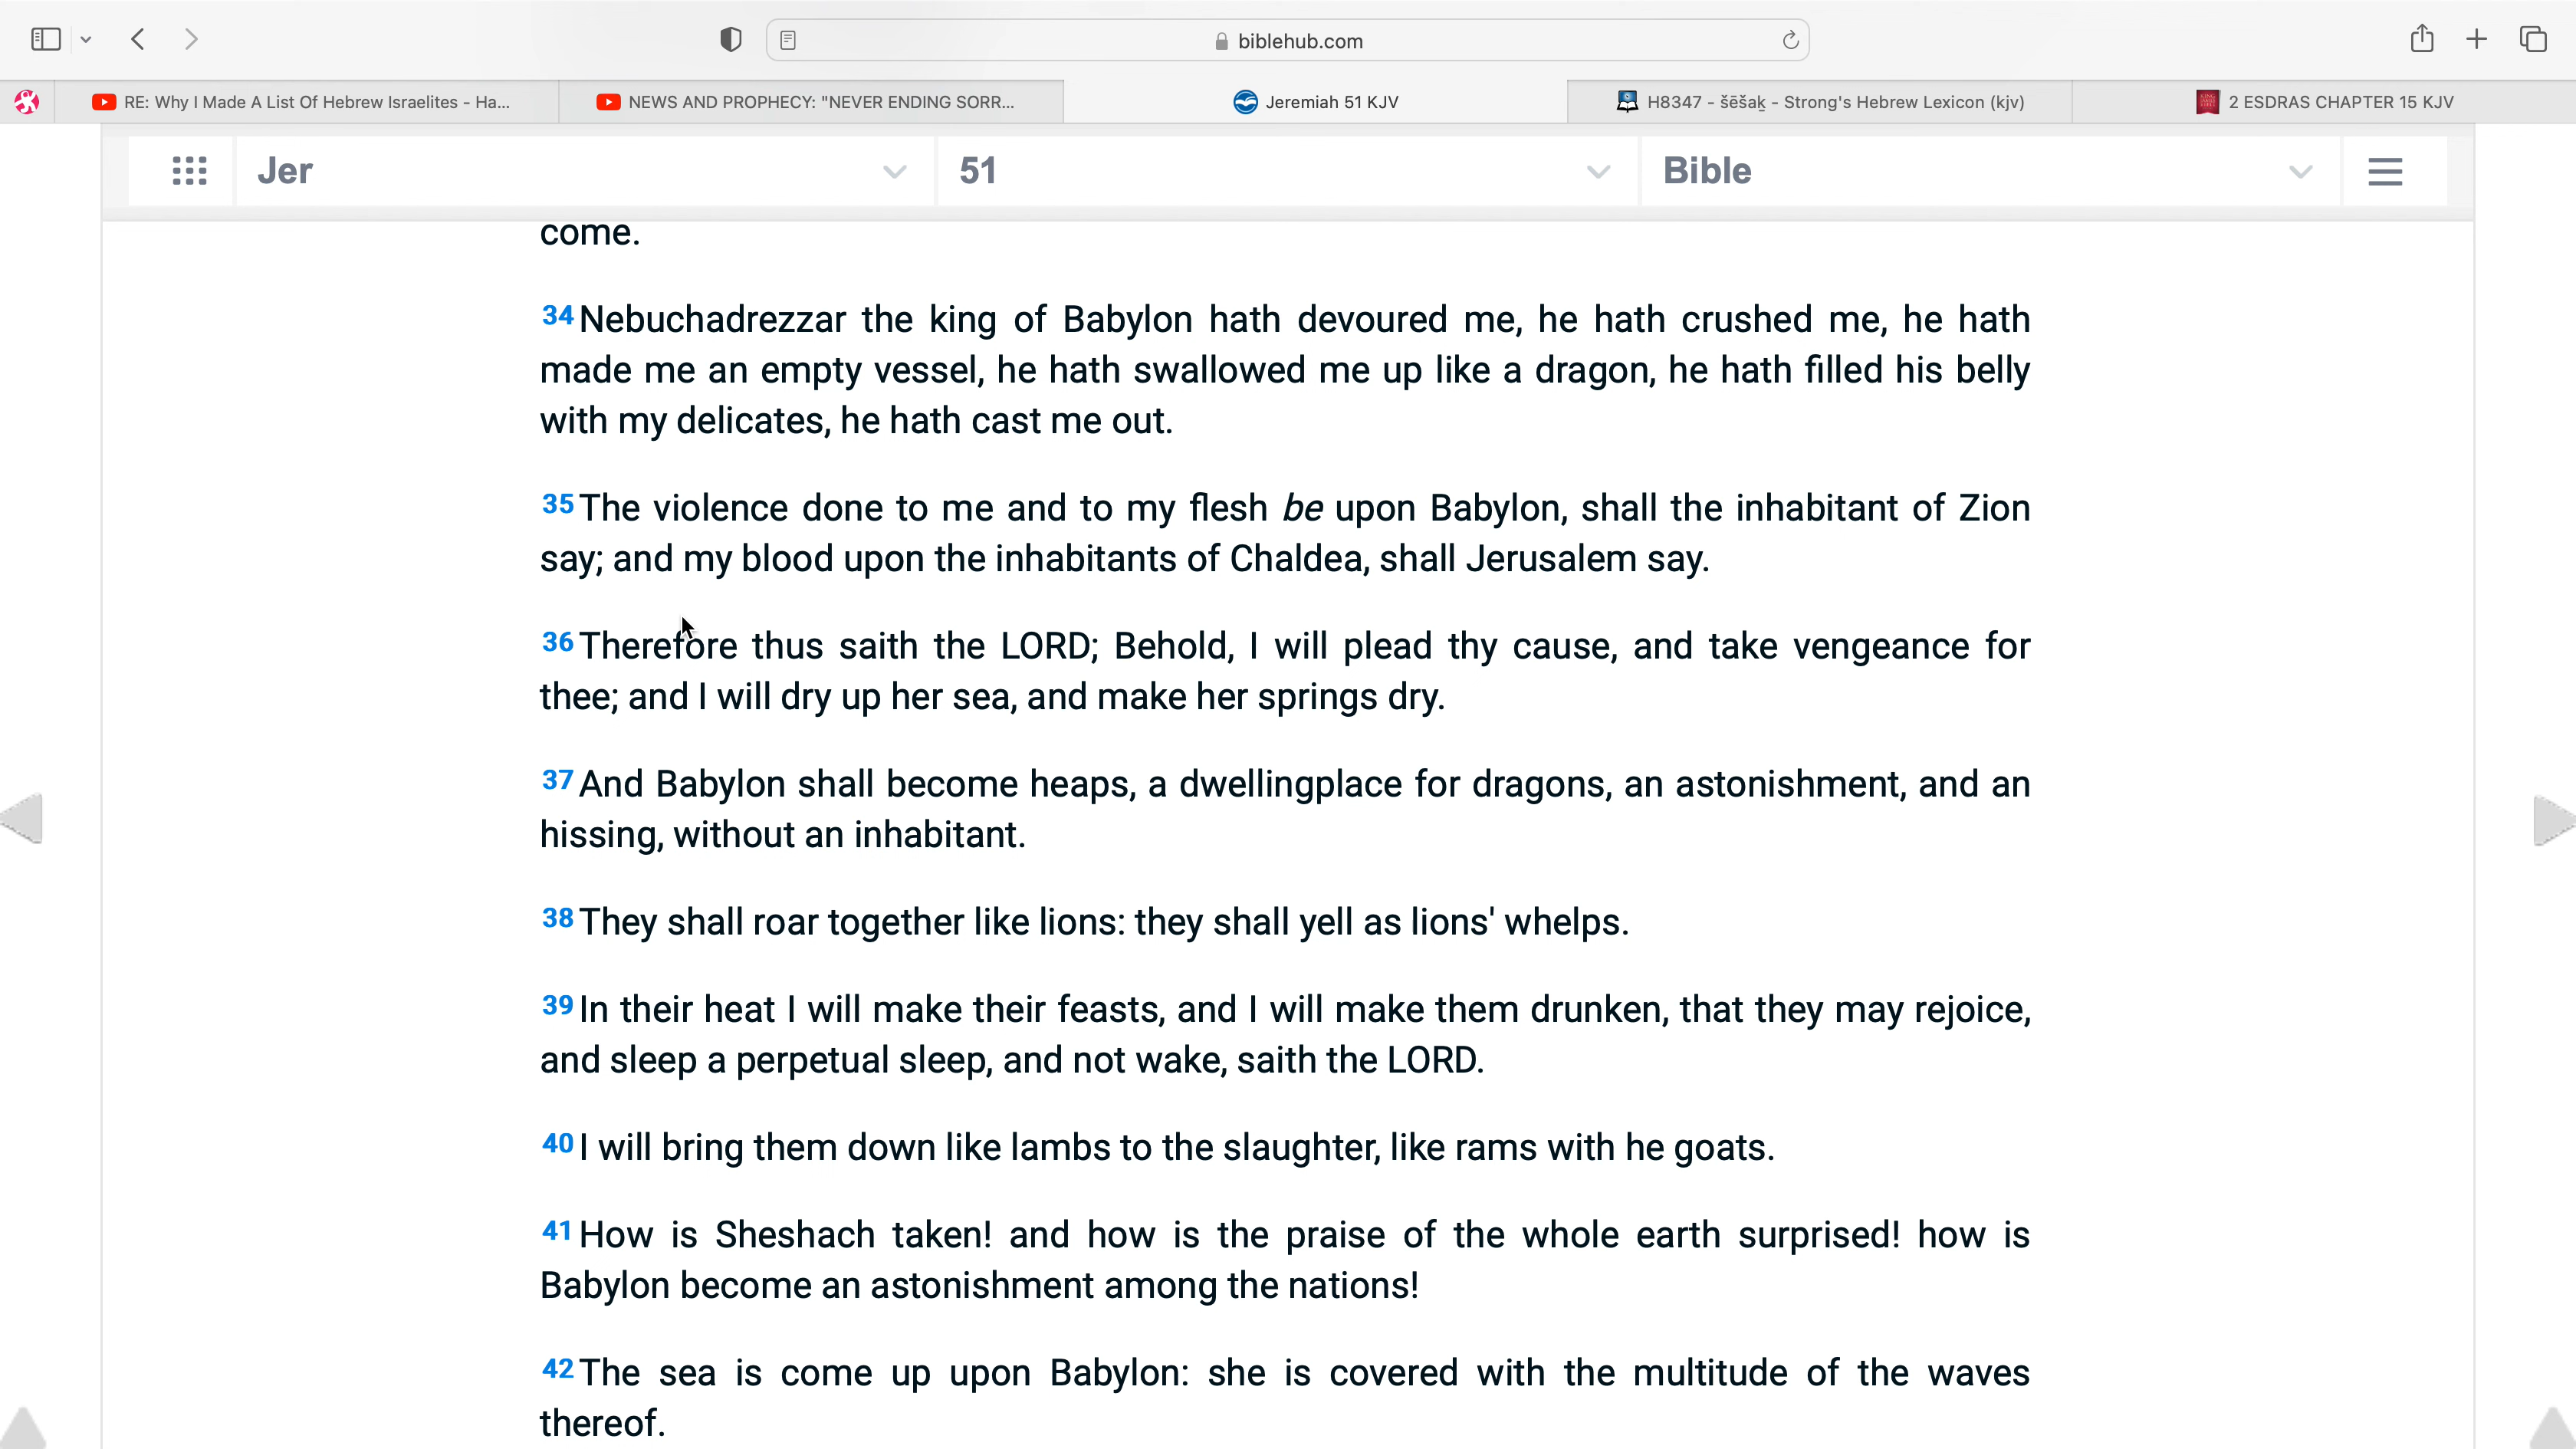 biblehub.com
RE: Why I Made A List Of Hebrew Israelites - Ha...
NEWS AND PROPHECY: "NEVER ENDING SORR...
Jeremiah 51 KJV
H8347 - šēšaḵ - Strong's Hebrew Lexicon (kjv)
2 ESDRAS CHAPTER 15 KJV
Jer
51
Bible
come.
34 Nebuchadrezzar the king of Babylon hath devoured me, he hath crushed me, he hath
made me an empty vessel, he hath swallowed me up like a dragon, he hath filled his belly
with my delicates, he hath cast me out.
35 The violence done to me and to my flesh be upon Babylon, shall the inhabitant of Zion
say; and my blood upon the inhabitants of Chaldea, shall Jerusalem say.
36 Therefore thus saith the LORD; Behold, I will plead thy cause, and take vengeance for
thee; and I will dry up her sea, and make her springs dry.
37 And Babylon shall become heaps, a dwellingplace for dragons, an astonishment, and an
hissing, without an inhabitant.
38 They shall roar together like lions: they shall yell as lions' whelps.
39 In their heat I will make their feasts, and I will make them drunken, that they may rejoice,
and sleep a perpetual sleep, and not wake, saith the LORD.
40 I will bring them down like lambs to the slaughter, like rams with he goats.
41 How is Sheshach taken! and how is the praise of the whole earth surprised! how is
Babylon become an astonishment among the nations!
42 The sea is come up upon Babylon: she is covered with the multitude of the waves
thereof.